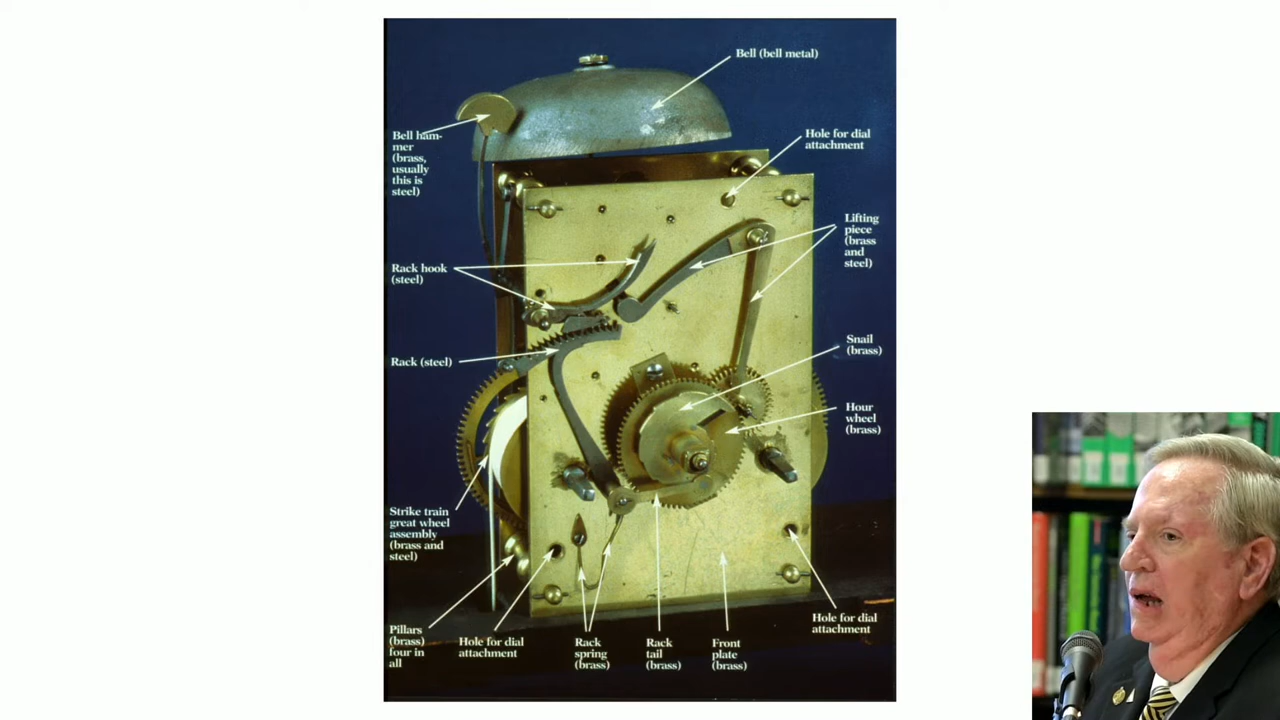 Bell (bell metal)
Bell ham-
mer
(brass,
usually
this is
steel)
Hole for dial
attachment
Lifting
piece
(brass
and
steel)
Rack hook
(steel)
Snail
(brass)
Rack (steel)
Hour
wheel
(brass)
Strike train
great wheel
assembly
(brass and
steel)
Pillars
(brass)
four in
all
Hole for dial
attachment
Rack
spring
(brass)
Rack
tail
(brass)
Front
plate
(brass)
Hole for dial
attachment